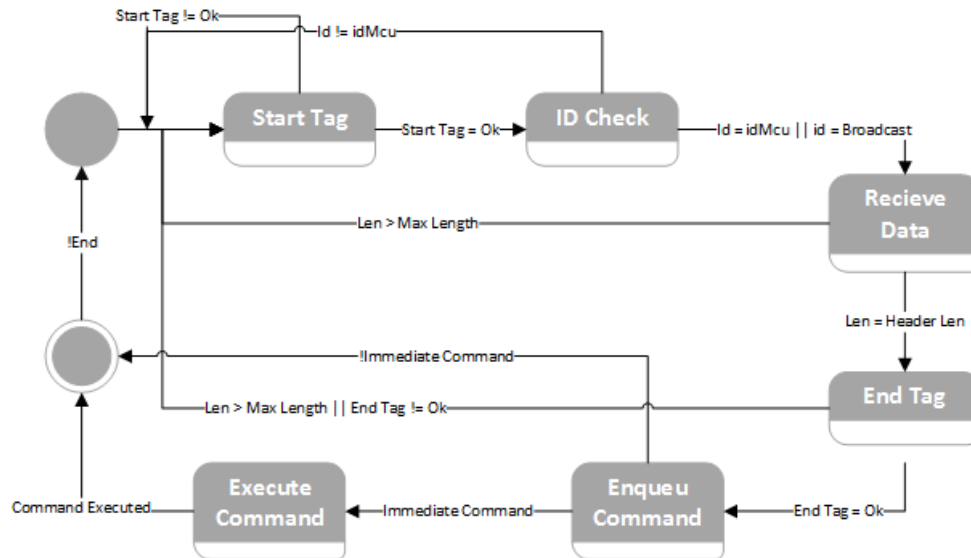 Start Tag != Ok
Id != idMcu
Start Tag
Start Tag = Ok
ID Check
Id = idMcu || id = Broadcast
Recieve
Data
Len > Max Length
!End
Len = Header Len
!Immediate Command
End Tag
Len > Max Length || End Tag != Ok
Command Executed
Execute
Command
Immediate Command
Enqueu
Command
End Tag = Ok